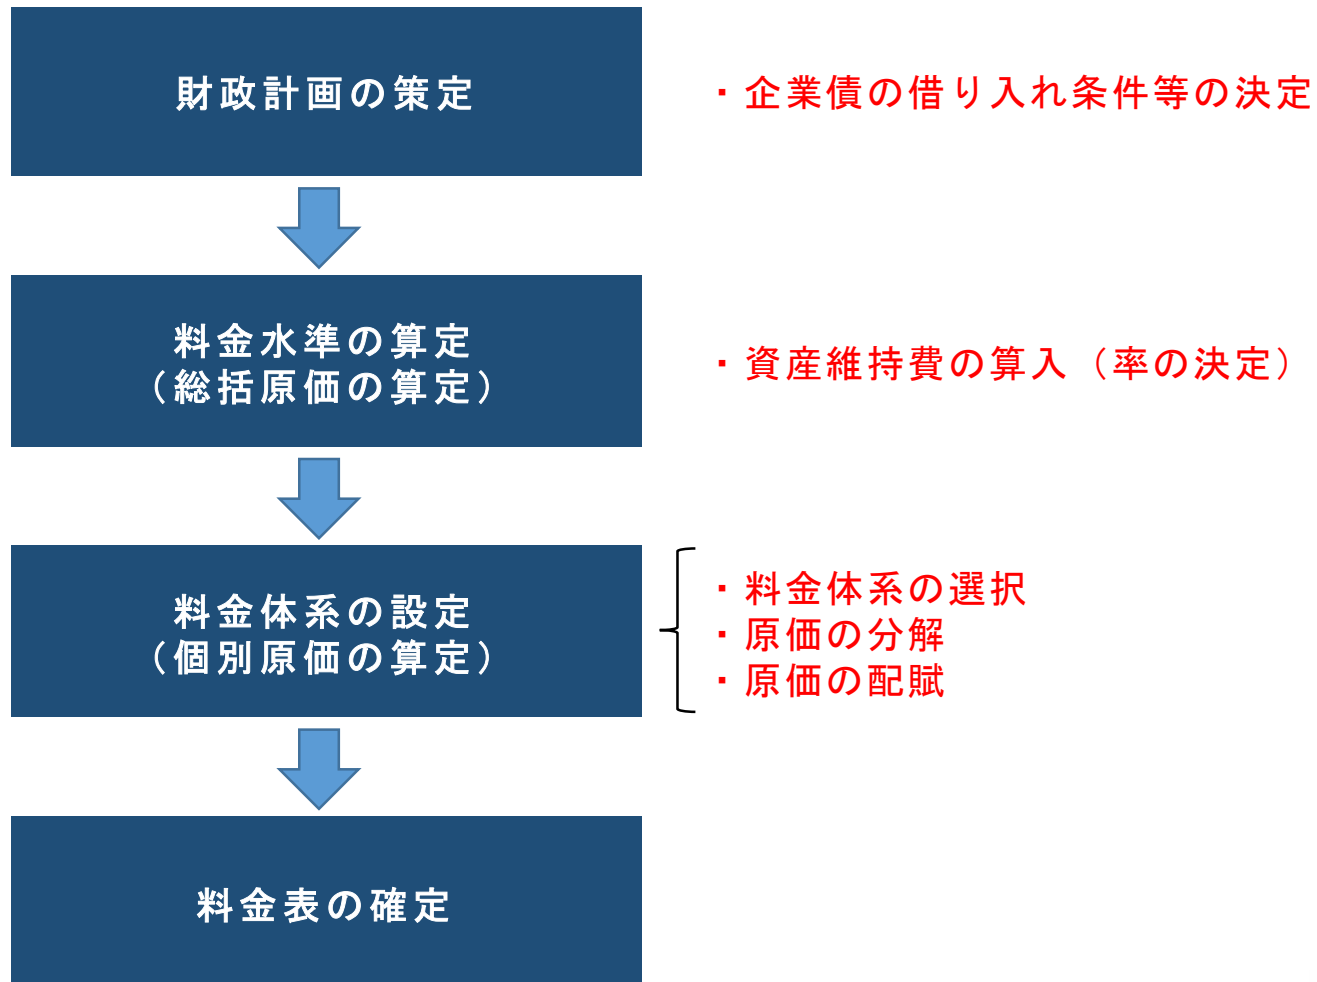 財政計画の策定
・企業債の借り入れ条件等の決定
料金水準の算定
（総括原価の算定）
・資産維持費の算入（率の決定）
料金体系の設定
（個別原価の算定）
・料金体系の選択
・原価の分解
・原価の配賦
料金表の確定